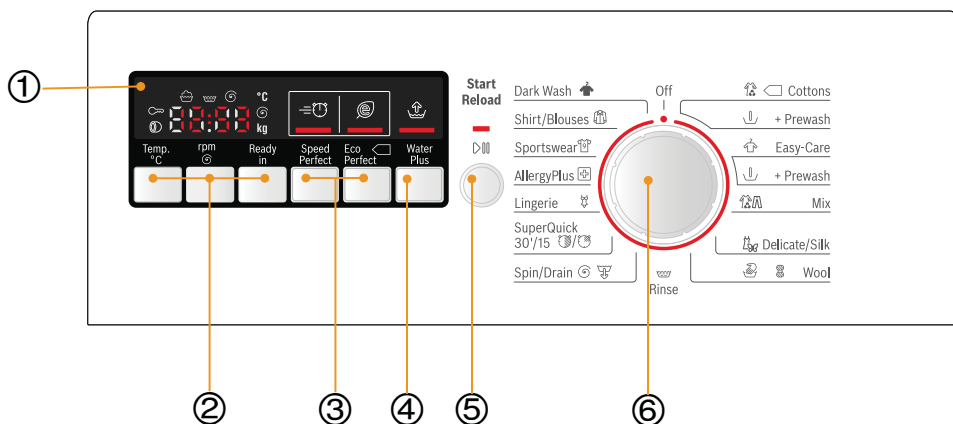 ①
°C
88:88
kg
Temp.
°C
rpm
Ready
in
Speed
Perfect
Eco
Perfect
Water
Plus
Start
Reload
Off
Dark Wash
Shirt/Blouses
Sportswear
AllergyPlus
Lingerie
SuperQuick
30'/15
/
Spin/Drain
Rinse
Cottons
+ Prewash
Easy-Care
+ Prewash
Mix
Delicate/Silk
Wool
②
③
④
⑤
⑥